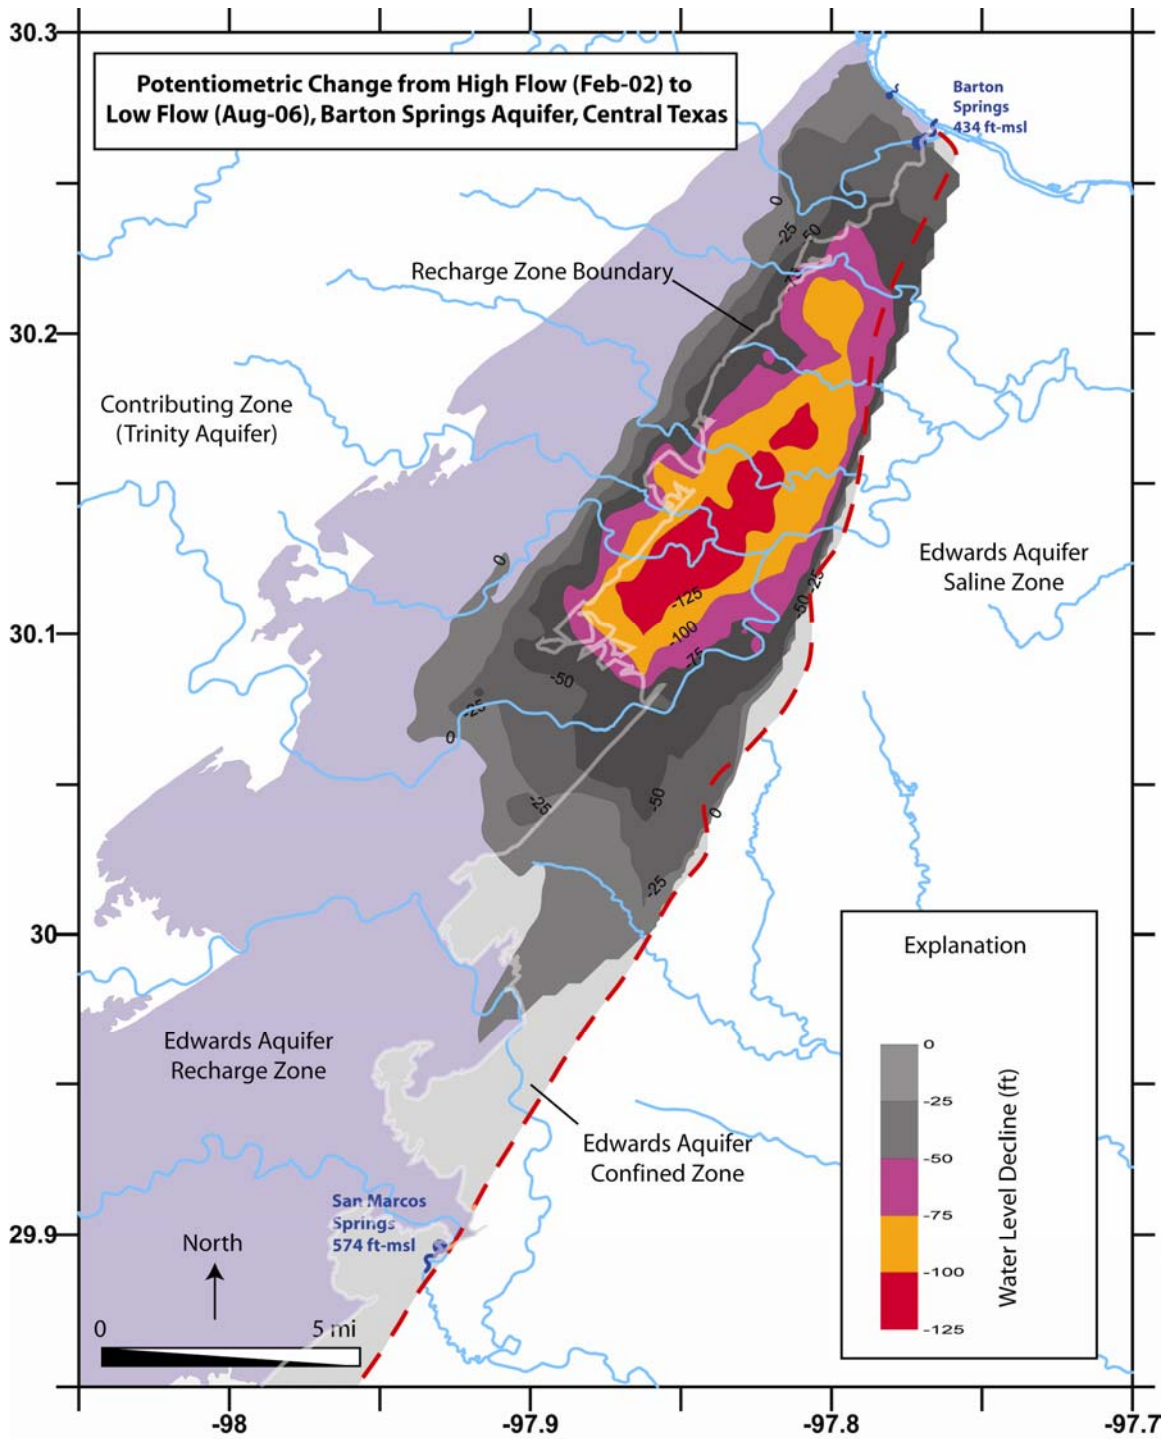 Potentiometric Change from High Flow (Feb-02) to
Low Flow (Aug-06), Barton Springs Aquifer, Central Texas
30.3
30.2
30.1
30
29.9
Barton
Springs
434 ft-msl
0
-25
-50
Recharge Zone Boundary
Contributing Zone
(Trinity Aquifer)
Edwards Aquifer
Saline Zone
0
-25
-50
-125
-100
-75
-50
-25
0
-25
-50
0
-25
Edwards Aquifer
Recharge Zone
Edwards Aquifer
Confined Zone
San Marcos
Springs
574 ft-msl
North
0
5 mi
Explanation
0
-25
-50
-75
-100
-125
Water Level Decline (ft)
-98
-97.9
-97.8
-97.7